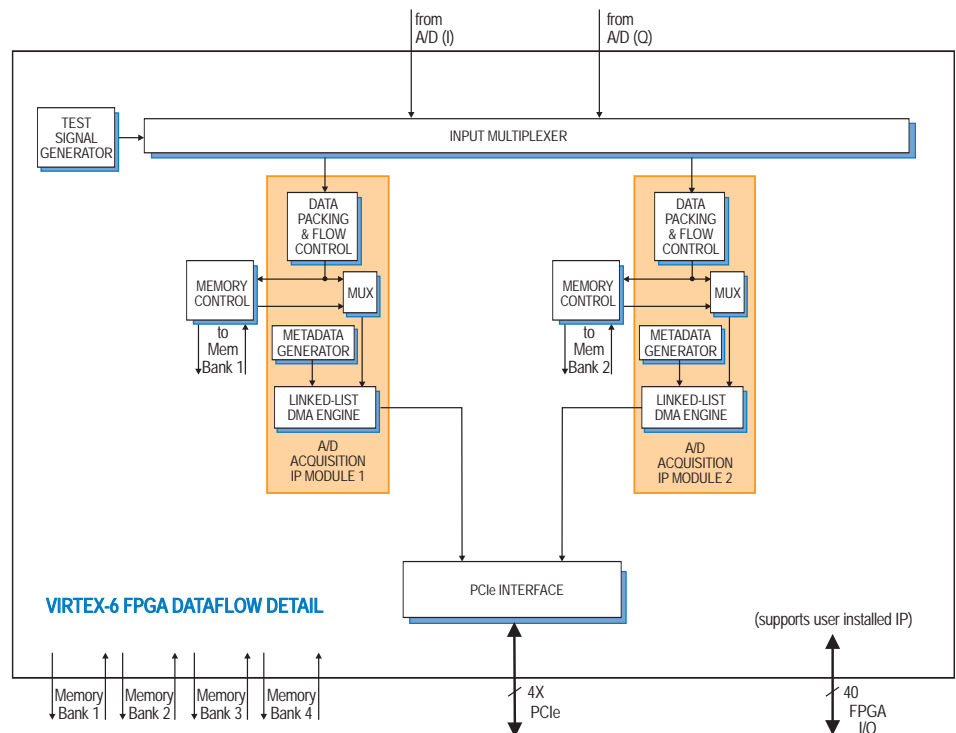 from
A/D (I)
from
A/D (Q)
TEST
SIGNAL
GENERATOR
INPUT MULTIPLEXER
DATA
PACKING
& FLOW
CONTROL
MEMORY
CONTROL
MUX
to
Mem
Bank 1
METADATA
GENERATOR
LINKED-LIST
DMA ENGINE
A/D
ACQUISITION
IP MODULE 1
DATA
PACKING
& FLOW
CONTROL
MEMORY
CONTROL
MUX
to
Mem
Bank 2
METADATA
GENERATOR
LINKED-LIST
DMA ENGINE
A/D
ACQUISITION
IP MODULE 2
PCIe INTERFACE
VIRTEX-6 FPGA DATAFLOW DETAIL
(supports user installed IP)
Memory
Bank 1
Memory
Bank 2
Memory
Bank 3
Memory
Bank 4
4X
PCIe
40
FPGA
I/O